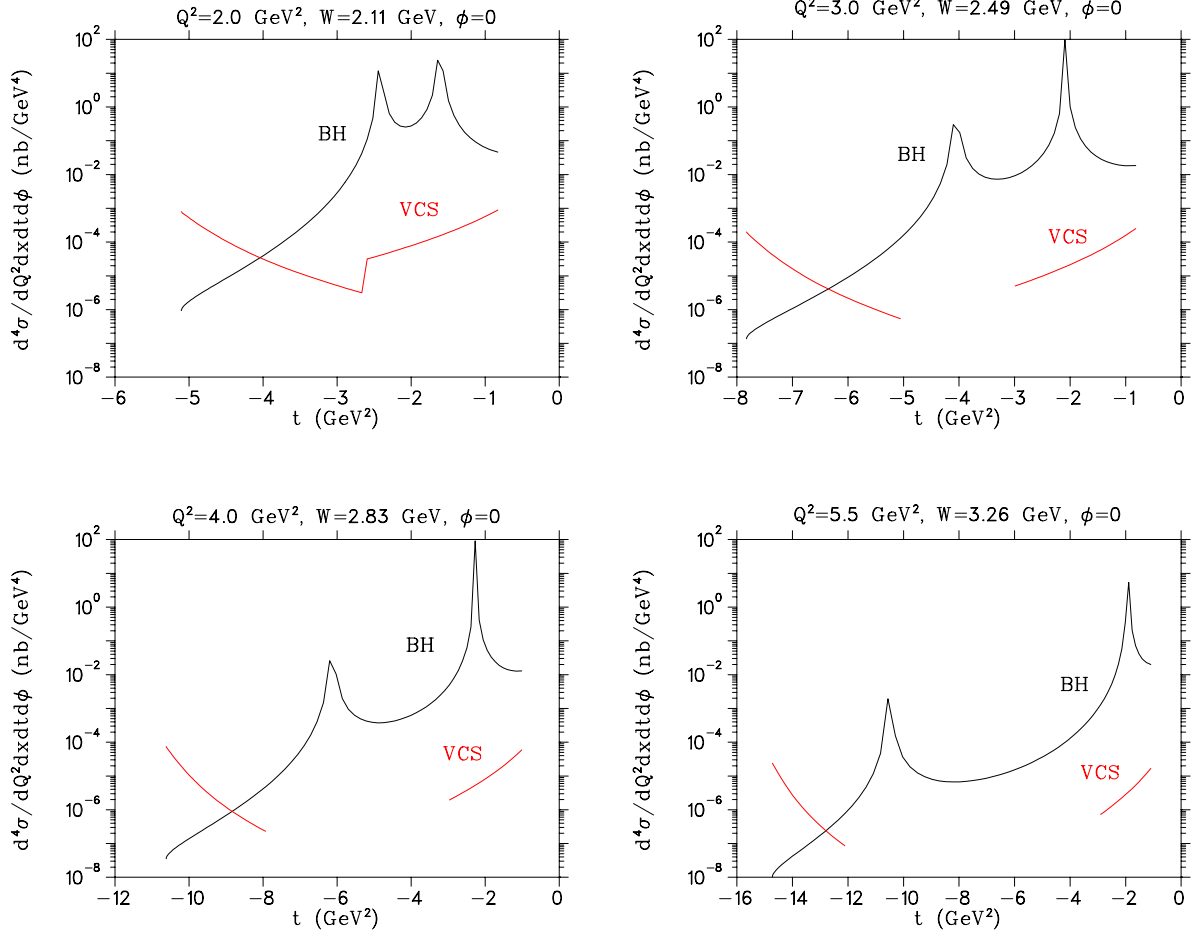 Q²=2.0 GeV², W=2.11 GeV, ϕ=0
d⁴σ/dQ²dxdtdϕ (nb/GeV⁴)
10²
10⁰
10⁻²
10⁻⁴
10⁻⁶
10⁻⁸
BH
VCS
−6 −5 −4 −3 −2 −1 0
t (GeV²)
Q²=3.0 GeV², W=2.49 GeV, ϕ=0
d⁴σ/dQ²dxdtdϕ (nb/GeV⁴)
10²
10⁰
10⁻²
10⁻⁴
10⁻⁶
10⁻⁸
BH
VCS
−8 −7 −6 −5 −4 −3 −2 −1 0
t (GeV²)
Q²=4.0 GeV², W=2.83 GeV, ϕ=0
d⁴σ/dQ²dxdtdϕ (nb/GeV⁴)
10²
10⁰
10⁻²
10⁻⁴
10⁻�6
10⁻⁸
BH
VCS
−12 −10 −8 −6 −4 −2 0
t (GeV²)
Q²=5.5 GeV², W=3.26 GeV, ϕ=0
d⁴σ/dQ²dxdtdϕ (nb/GeV⁴)
10²
10⁰
10⁻²
10⁻⁴
10⁻⁶
10⁻⁸
BH
VCS
−16 −14 −12 −10 −8 −6 −4 −2 0
t (GeV²)